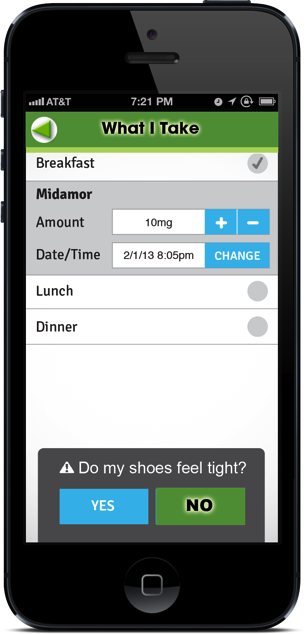 AT&T 7:21 PM
What I Take
Breakfast
Midamor
Amount 10mg + −
Date/Time 2/1/13 8:05pm CHANGE
Lunch
Dinner
Do my shoes feel tight?
YES NO